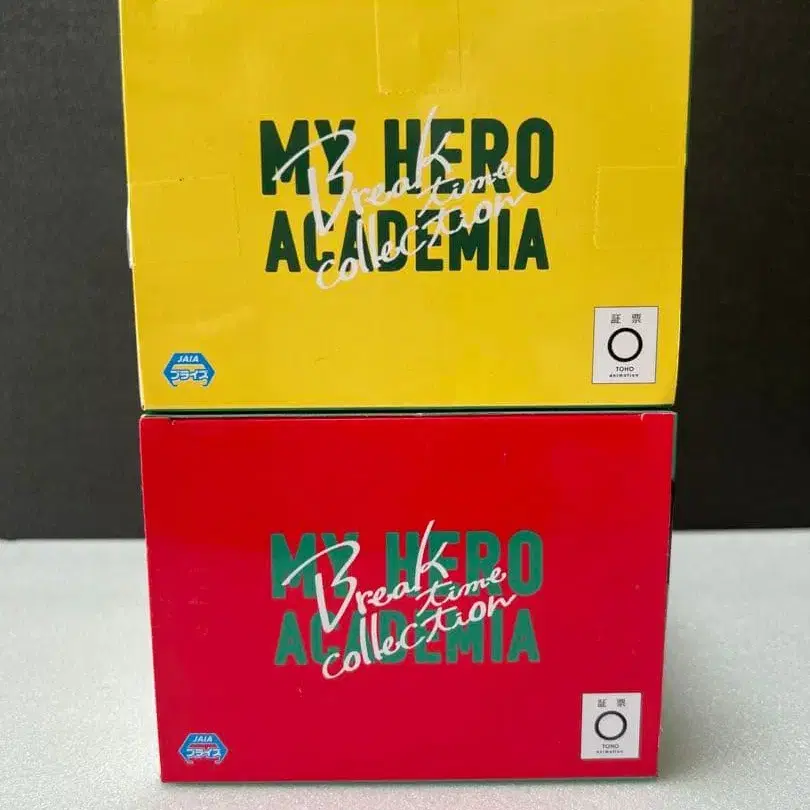 MY HERO
ACADEMIA
Break
time
collection
JAIA
プライズ
証票
TOHO
animation
MY HERO
ACADEMIA
Break
time
collection
JAIA
プライズ
証票
TOHO
animation